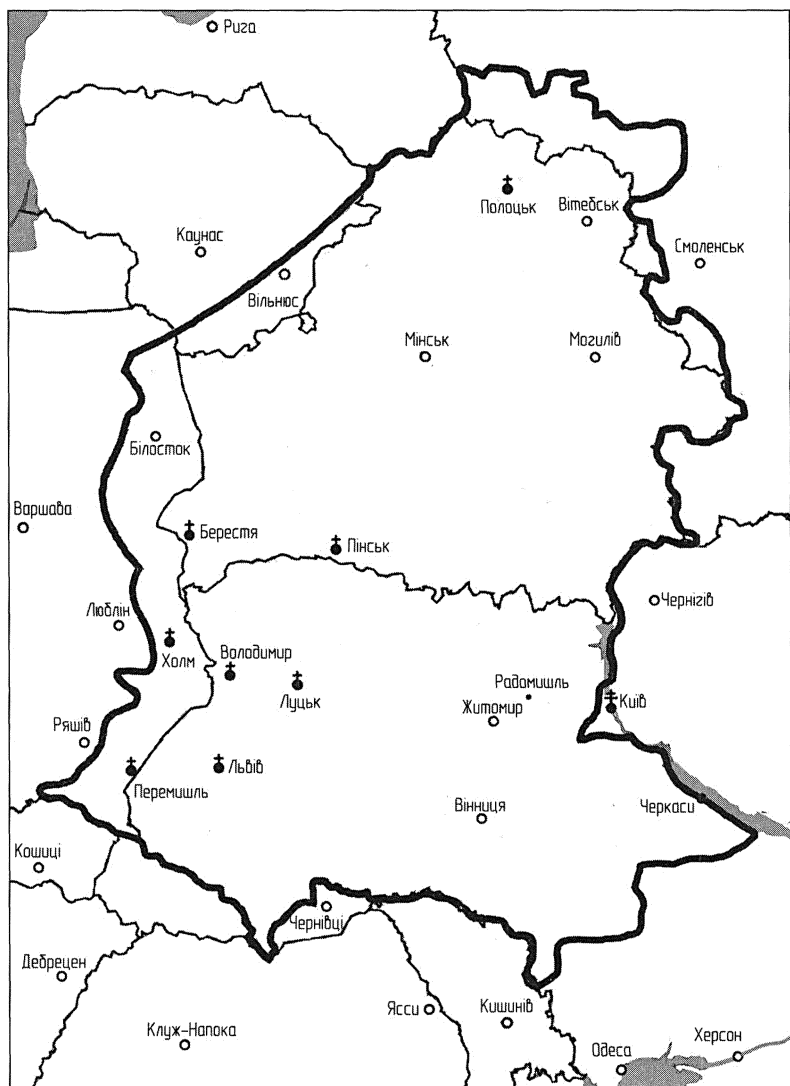 Рига
Полоцьк
Вітебськ
Каунас
Смоленськ
Вільнюс
Мінськ
Могилів
Білосток
Варшава
Берестя
Пінськ
Люблін
Чернігів
Холм
Володимир
Луцьк
Радомишль
Київ
Житомир
Ряшів
Перемишль
Львів
Вінниця
Черкаси
Кошиці
Чернівці
Дебрецен
Ясси
Кишинів
Клуж-Напока
Одеса
Херсон